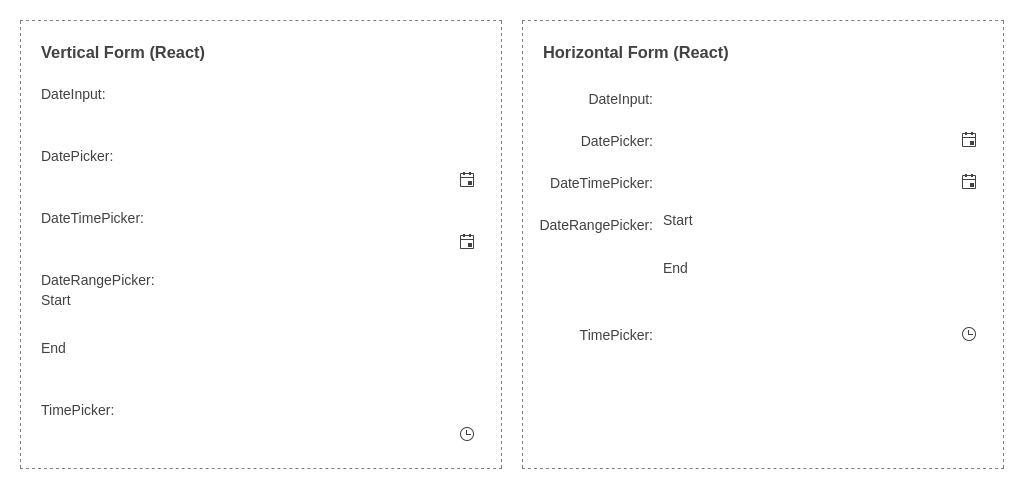 Vertical Form (React)
DateInput:
DatePicker:
DateTimePicker:
DateRangePicker:
Start
End
TimePicker:
Horizontal Form (React)
DateInput:
DatePicker:
DateTimePicker:
DateRangePicker: Start
End
TimePicker: